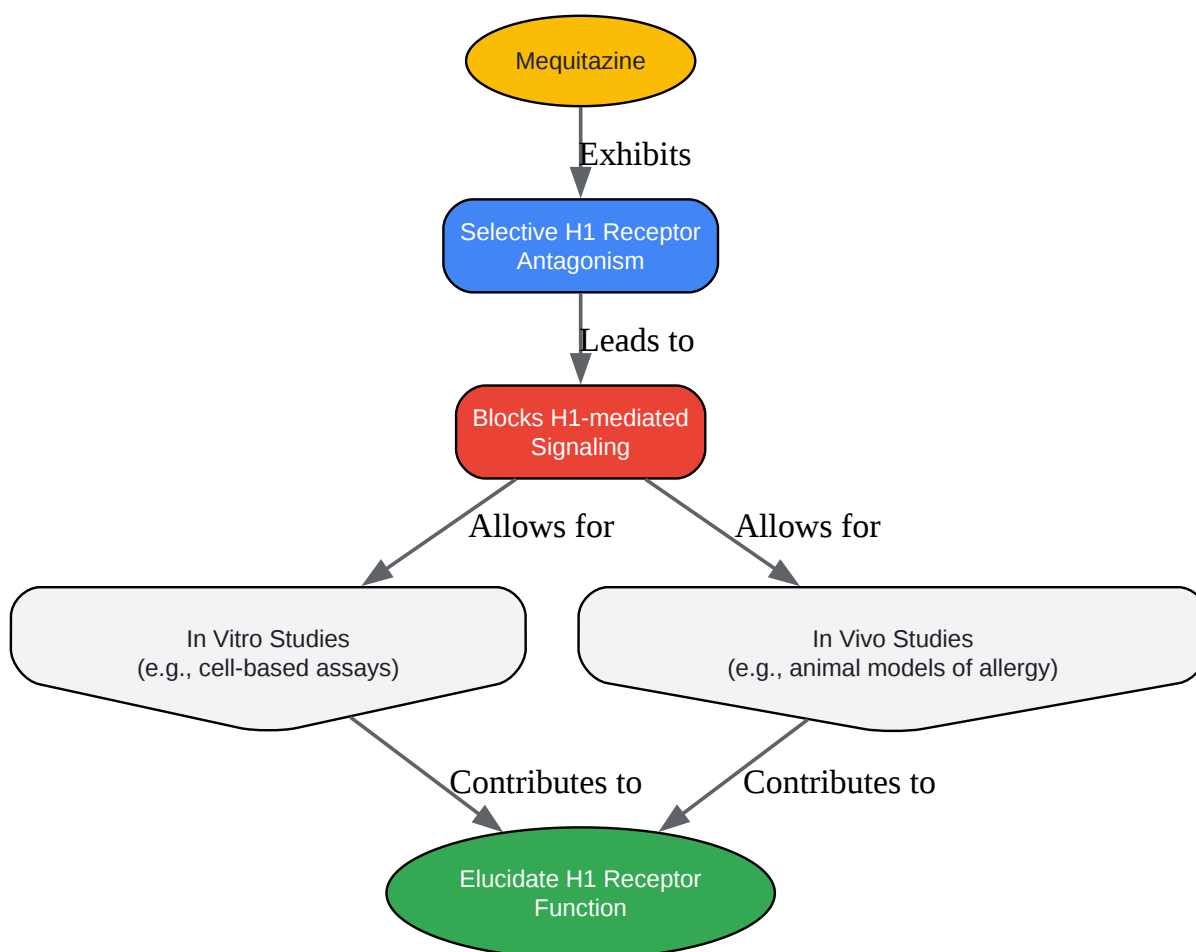 Mequitazine
Exhibits
Selective H1 Receptor
Antagonism
Leads to
Blocks H1-mediated
Signaling
Allows for
Allows for
In Vitro Studies
(e.g., cell-based assays)
In Vivo Studies
(e.g., animal models of allergy)
Contributes to
Contributes to
Elucidate H1 Receptor
Function